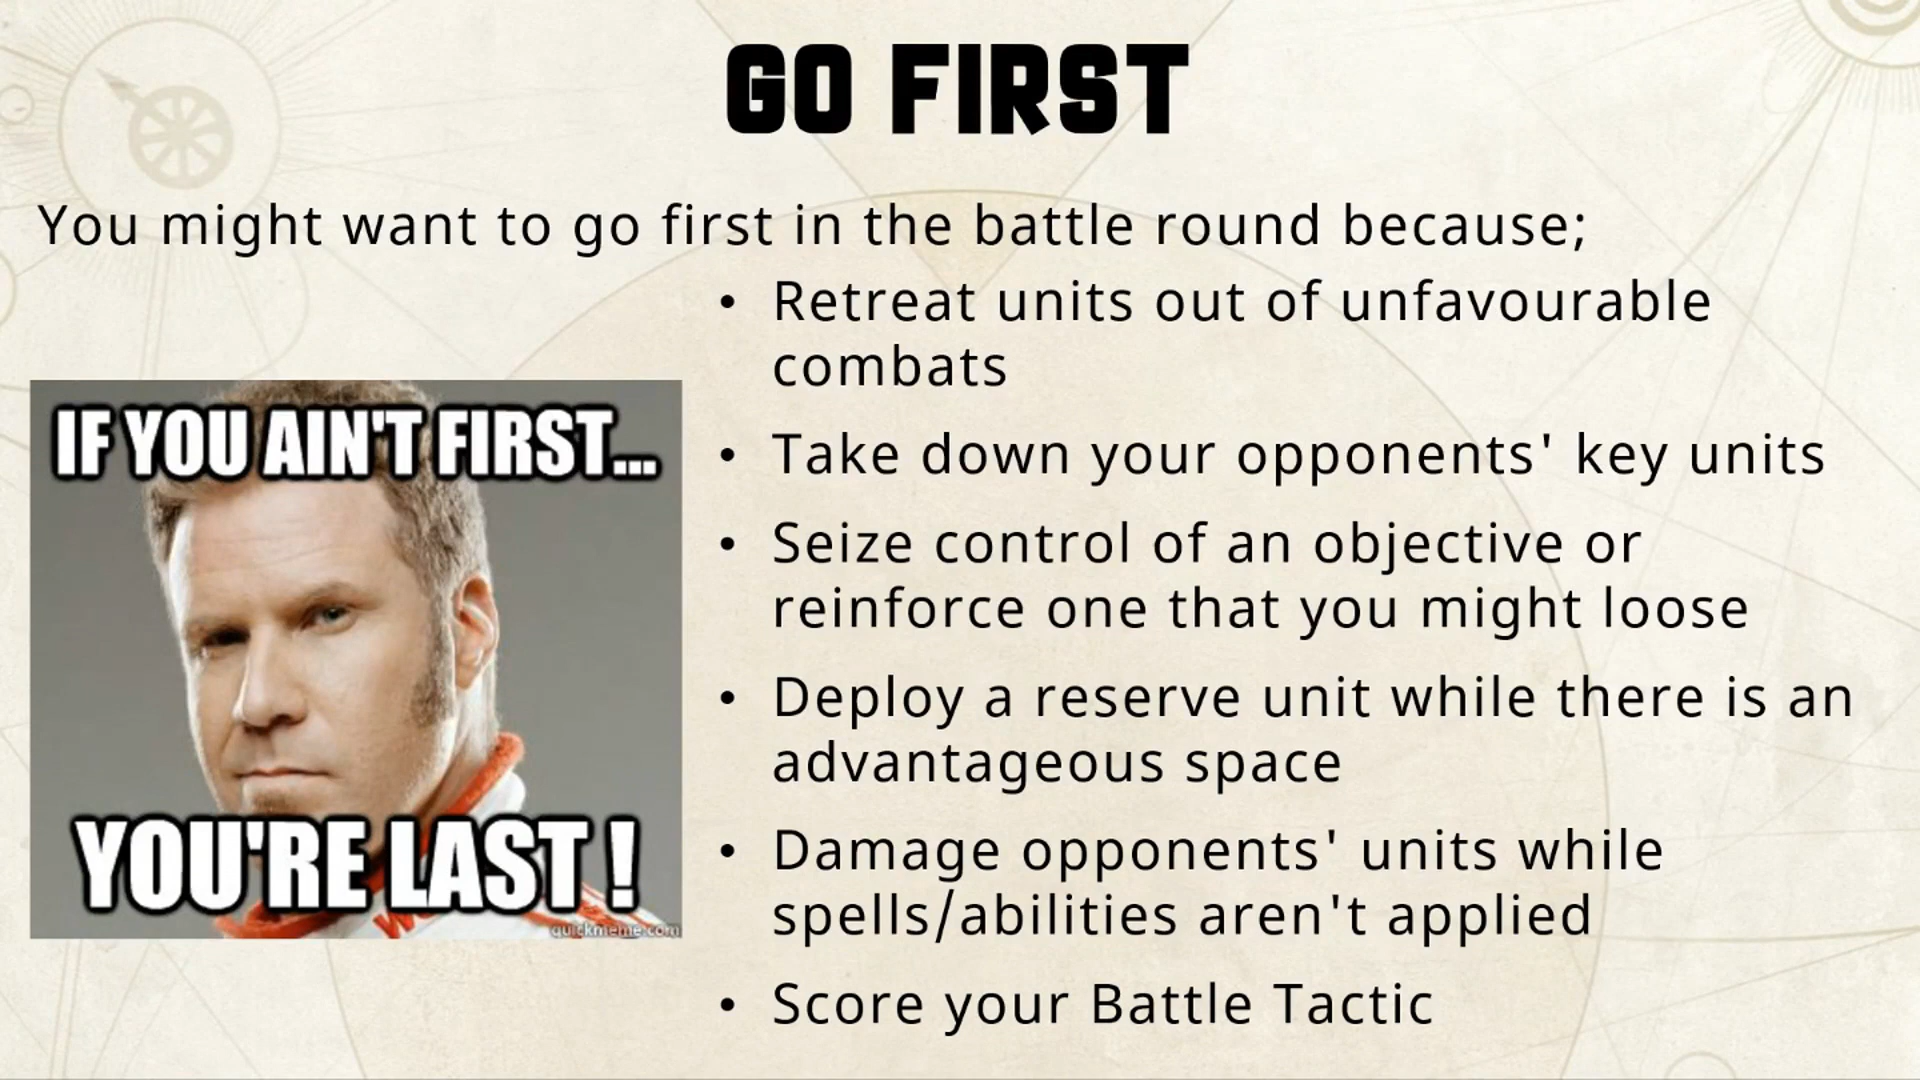 GO FIRST
You might want to go first in the battle round because;
• Retreat units out of unfavourable
combats
• Take down your opponents' key units
• Seize control of an objective or
reinforce one that you might loose
• Deploy a reserve unit while there is an
advantageous space
• Damage opponents' units while
spells/abilities aren't applied
• Score your Battle Tactic
IF YOU AIN'T FIRST...
YOU'RE LAST !
quickmeme.com